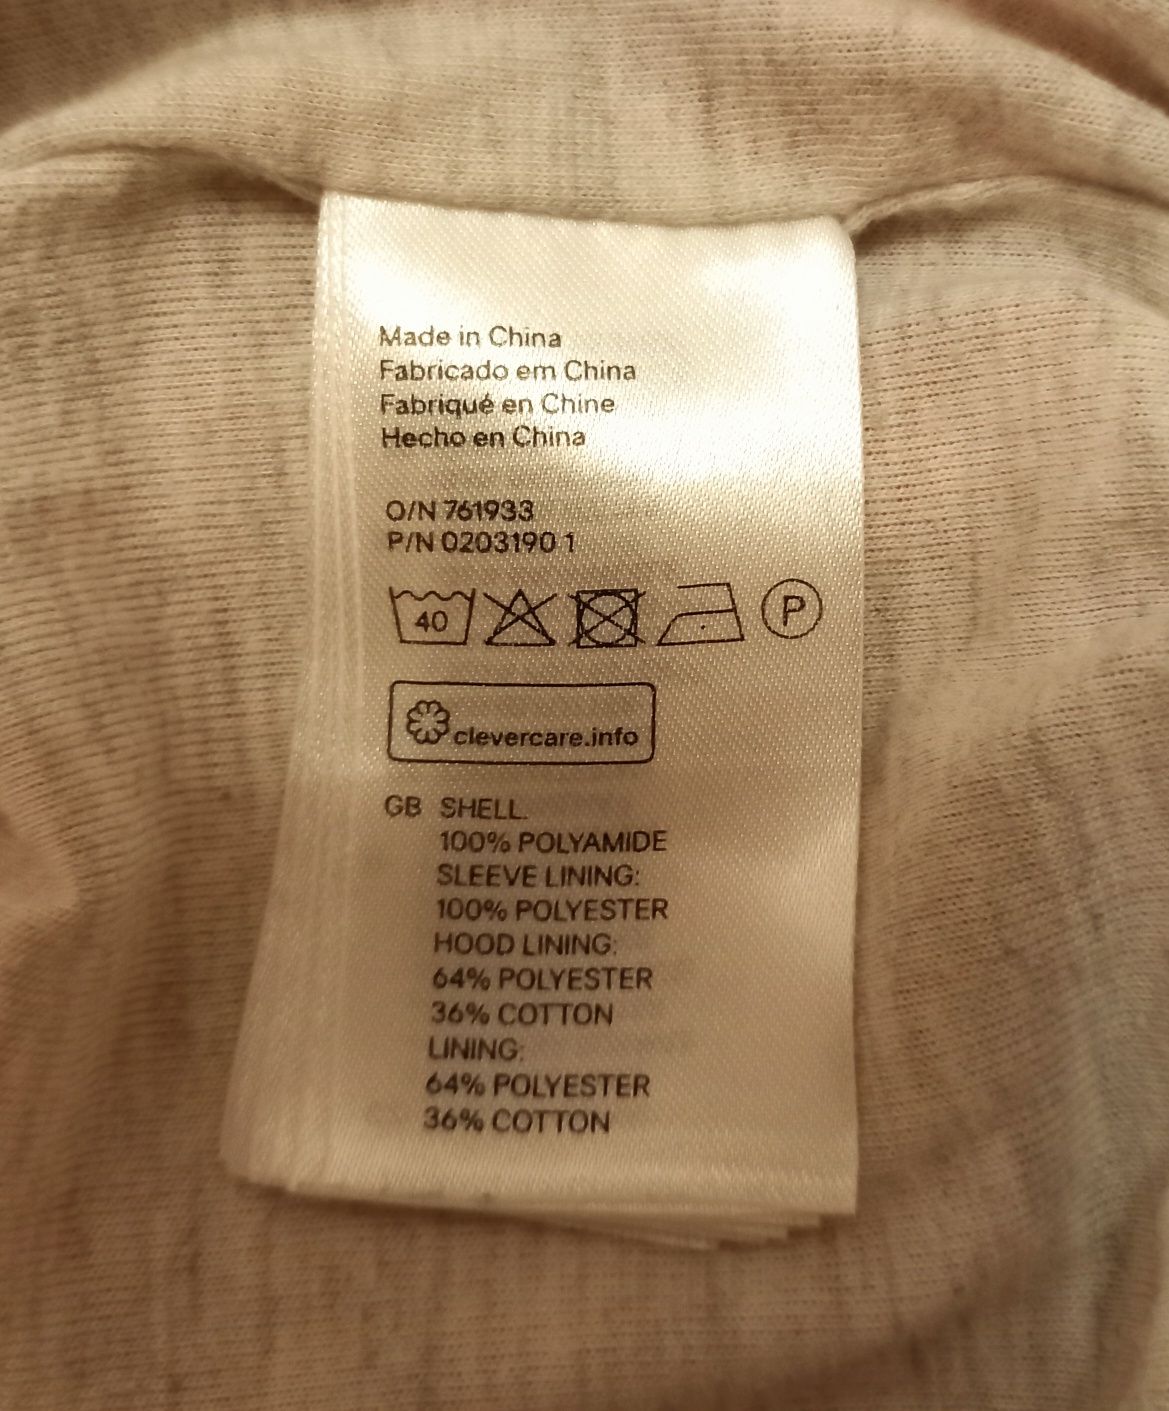 Made in China
Fabricado em China
Fabriqué en Chine
Hecho en China
O/N 761933
P/N 0203190 1
40 P
clevercare.info
GB SHELL:
100% POLYAMIDE
SLEEVE LINING:
100% POLYESTER
HOOD LINING:
64% POLYESTER
36% COTTON
LINING:
64% POLYESTER
36% COTTON